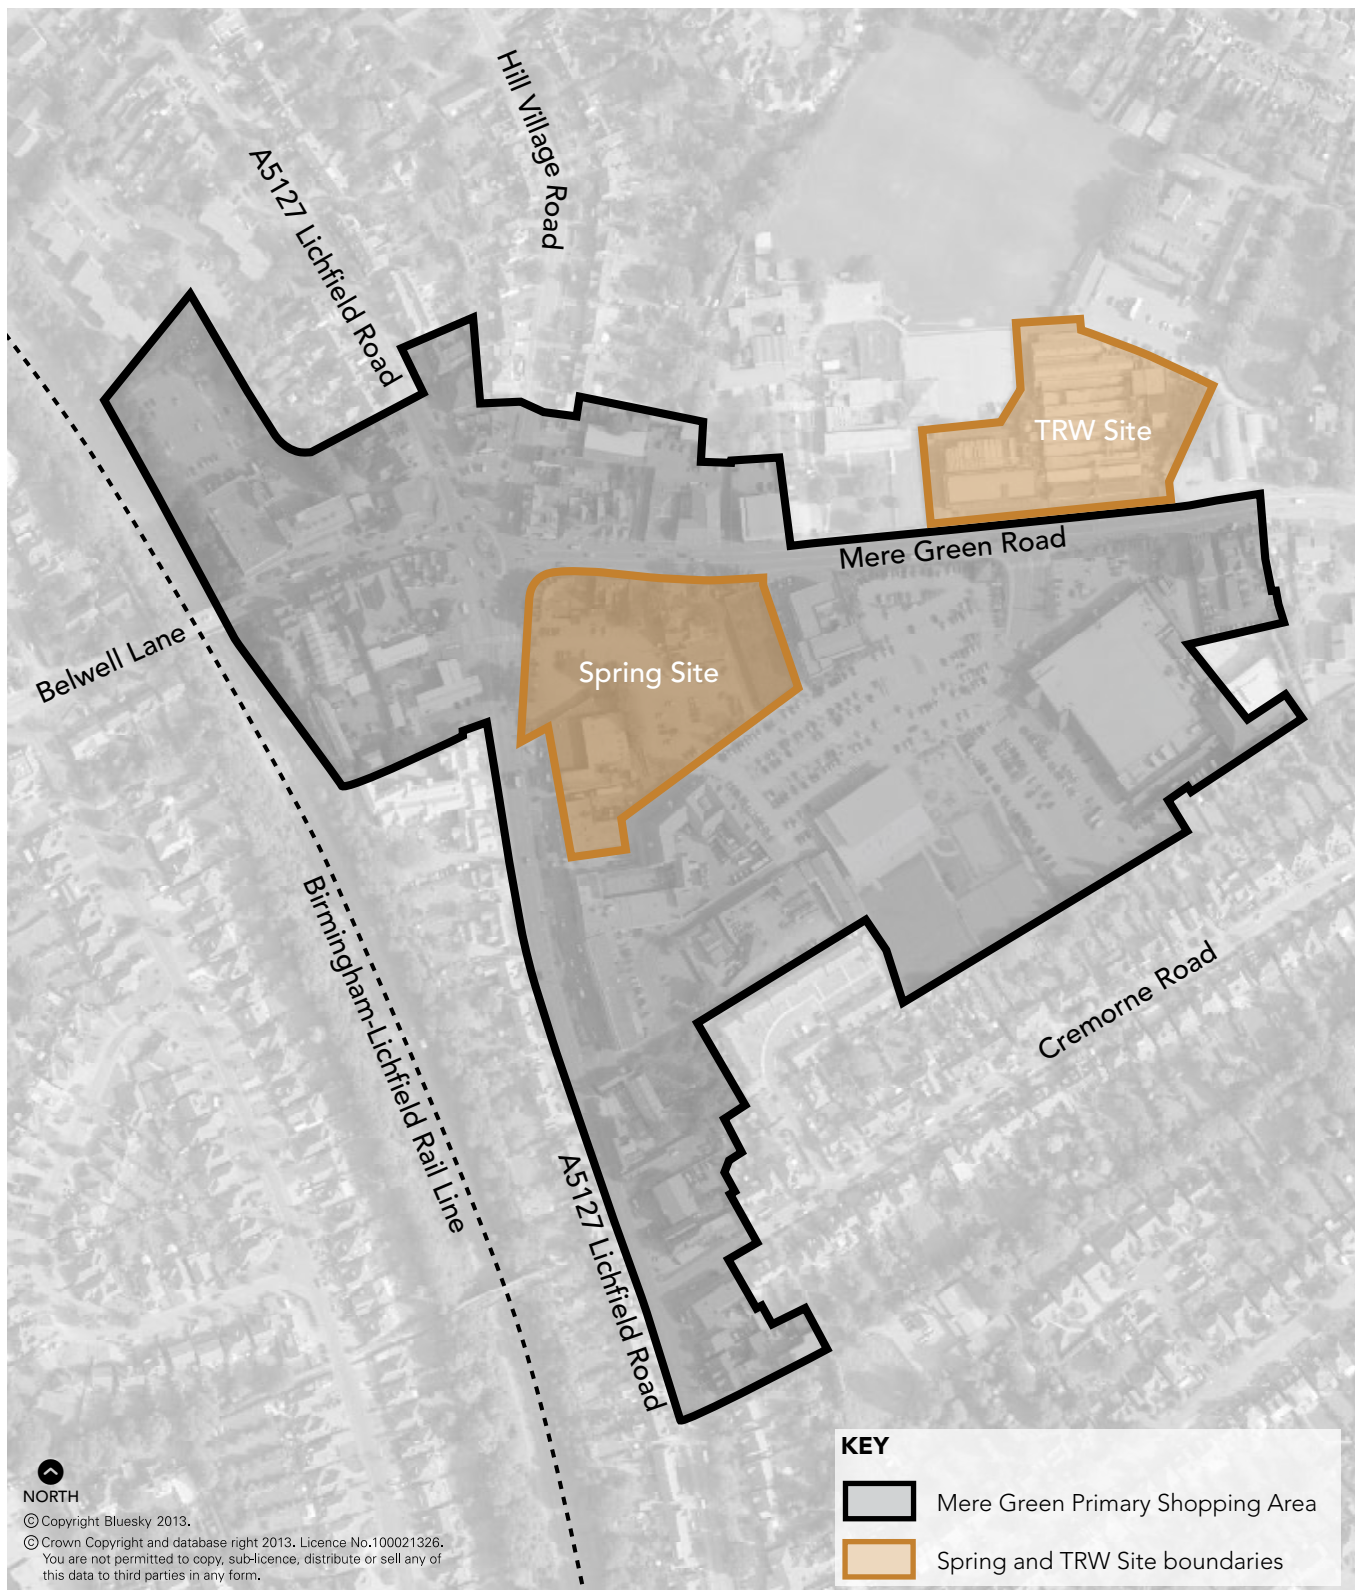 Hill Village Road
A5127 Lichfield Road
TRW Site
Mere Green Road
Belwell Lane
Spring Site
Birmingham-Lichfield Rail Line
Cremorne Road
A5127 Lichfield Road
KEY
Mere Green Primary Shopping Area
Spring and TRW Site boundaries
NORTH
© Copyright Bluesky 2013.
© Crown Copyright and database right 2013. Licence No.100021326.
You are not permitted to copy, sub-licence, distribute or sell any of
this data to third parties in any form.